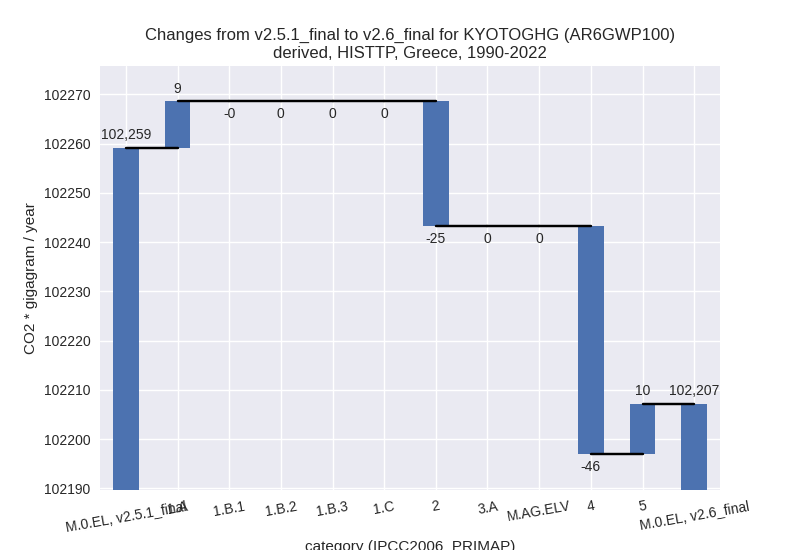 Changes from v2.5.1_final to v2.6_final for KYOTOGHG (AR6GWP100)
derived, HISTTP, Greece, 1990-2022
CO2 * gigagram / year
102270
102260
102250
102240
102230
102220
102210
102200
102190
102,259
9
-0
0
0
0
-25
0
0
-46
10
102,207
M.0.EL, v2.5.1_final
1.A
1.B.1
1.B.2
1.B.3
1.C
2
3.A
M.AG.ELV
4
5
M.0.EL, v2.6_final
category (IPCC2006_PRIMAP)